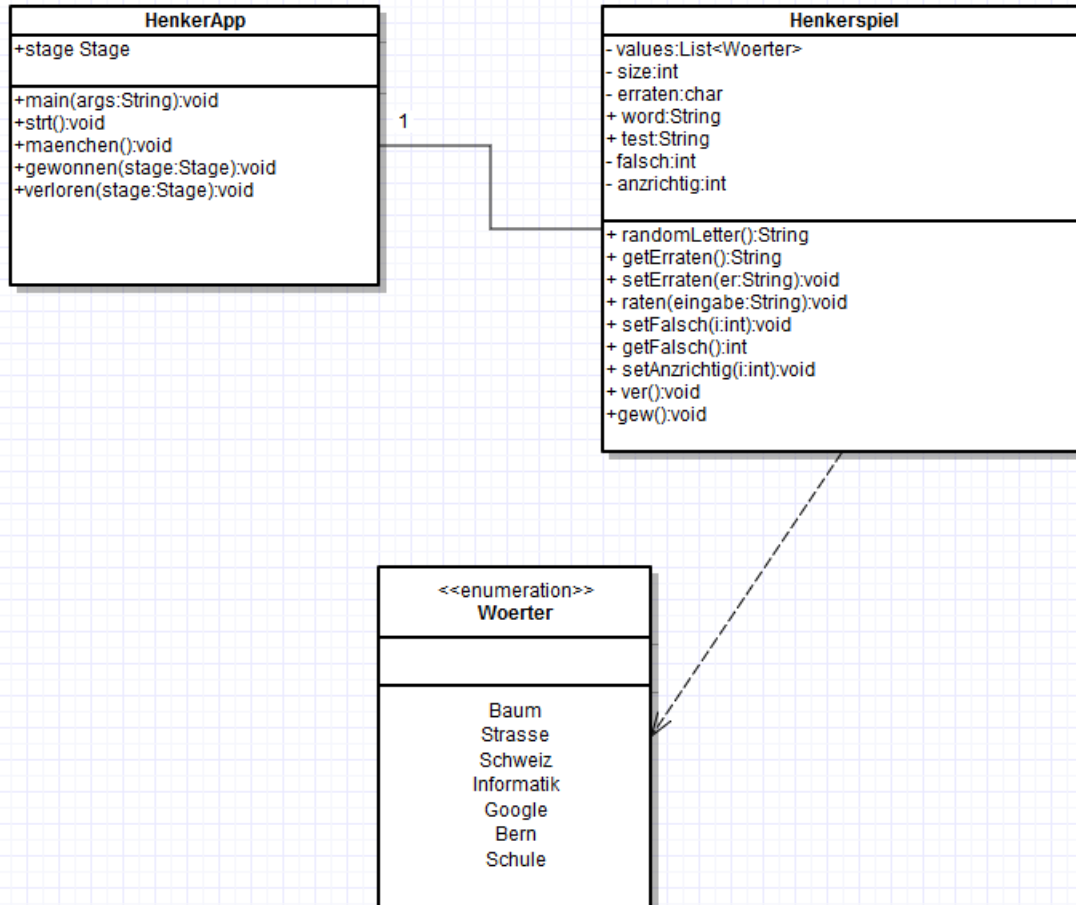 HenkerApp
+stage Stage
+main(args:String):void
+strt():void
+maenchen():void
+gewonnen(stage:Stage):void
+verloren(stage:Stage):void
1
Henkerspiel
- values:List<Woerter>
- size:int
- erraten:char
+ word:String
+ test:String
- falsch:int
- anzrichtig:int
+ randomLetter():String
+ getErraten():String
+ setErraten(er:String):void
+ raten(eingabe:String):void
+ setFalsch(i:int):void
+ getFalsch():int
+ setAnzrichtig(i:int):void
+ ver():void
+gew():void
<<enumeration>>
Woerter
Baum
Strasse
Schweiz
Informatik
Google
Bern
Schule